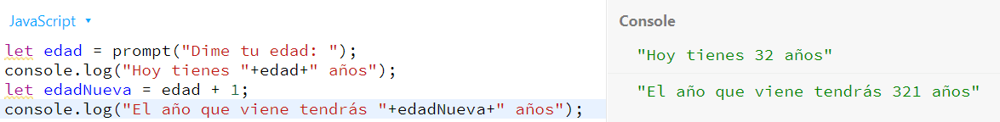 JavaScript
let edad = prompt("Dime tu edad: ");
console.log("Hoy tienes "+edad+" años");
let edadNueva = edad + 1;
console.log("El año que viene tendrás "+edadNueva+" años");
Console
"Hoy tienes 32 años"
"El año que viene tendrás 321 años"